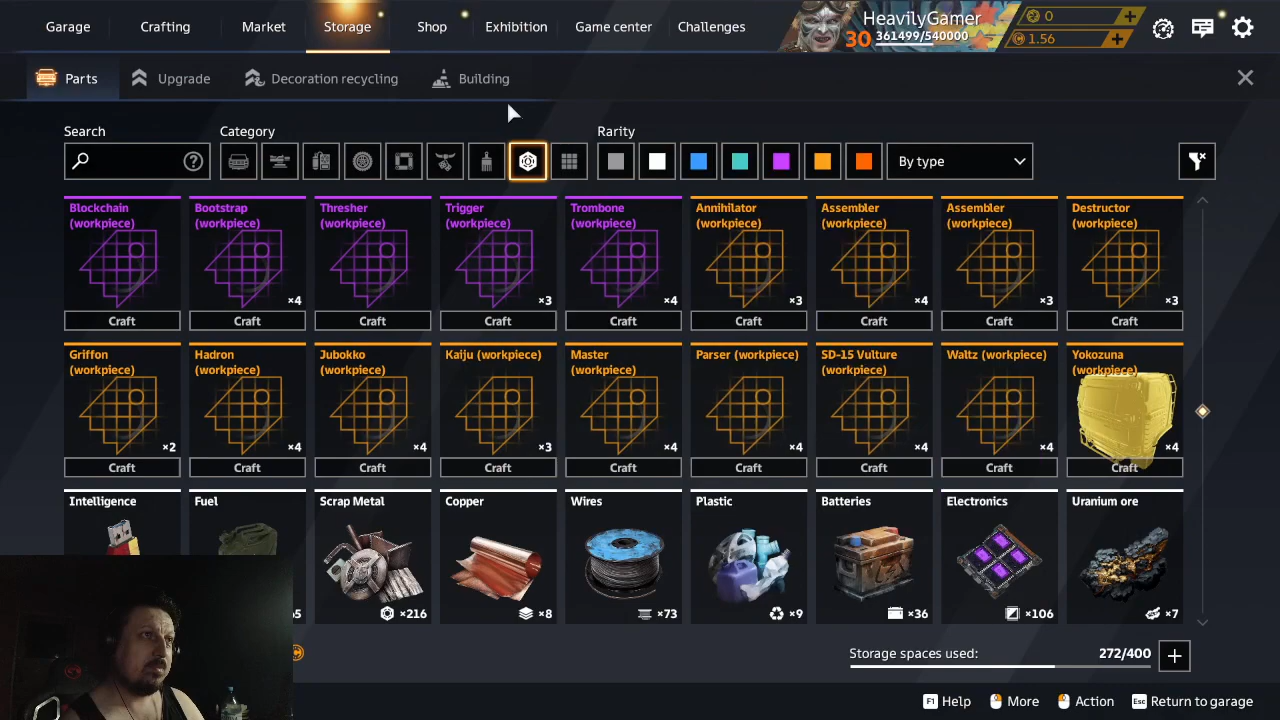 Garage Crafting Market Storage Shop Exhibition Game center Challenges
HeavilyGamer
30 361499/540000
0
1.56
Parts Upgrade Decoration recycling Building
Search Category Rarity
By type
Blockchain (workpiece)
Craft
Bootstrap (workpiece)
×4
Craft
Thresher (workpiece)
Craft
Trigger (workpiece)
×3
Craft
Trombone (workpiece)
×4
Craft
Annihilator (workpiece)
×3
Craft
Assembler (workpiece)
×4
Craft
Assembler (workpiece)
×3
Craft
Destructor (workpiece)
×3
Craft
Griffon (workpiece)
×2
Craft
Hadron (workpiece)
×4
Craft
Jubokko (workpiece)
×4
Craft
Kaiju (workpiece)
×3
Craft
Master (workpiece)
×4
Craft
Parser (workpiece)
×4
Craft
SD-15 Vulture (workpiece)
×4
Craft
Waltz (workpiece)
×4
Craft
Yokozuna (workpiece)
×4
Craft
Intelligence
Fuel
Scrap Metal
×216
Copper
×8
Wires
×73
Plastic
×9
Batteries
×36
Electronics
×106
Uranium ore
×7
Storage spaces used: 272/400
F1 Help More Action Esc Return to garage